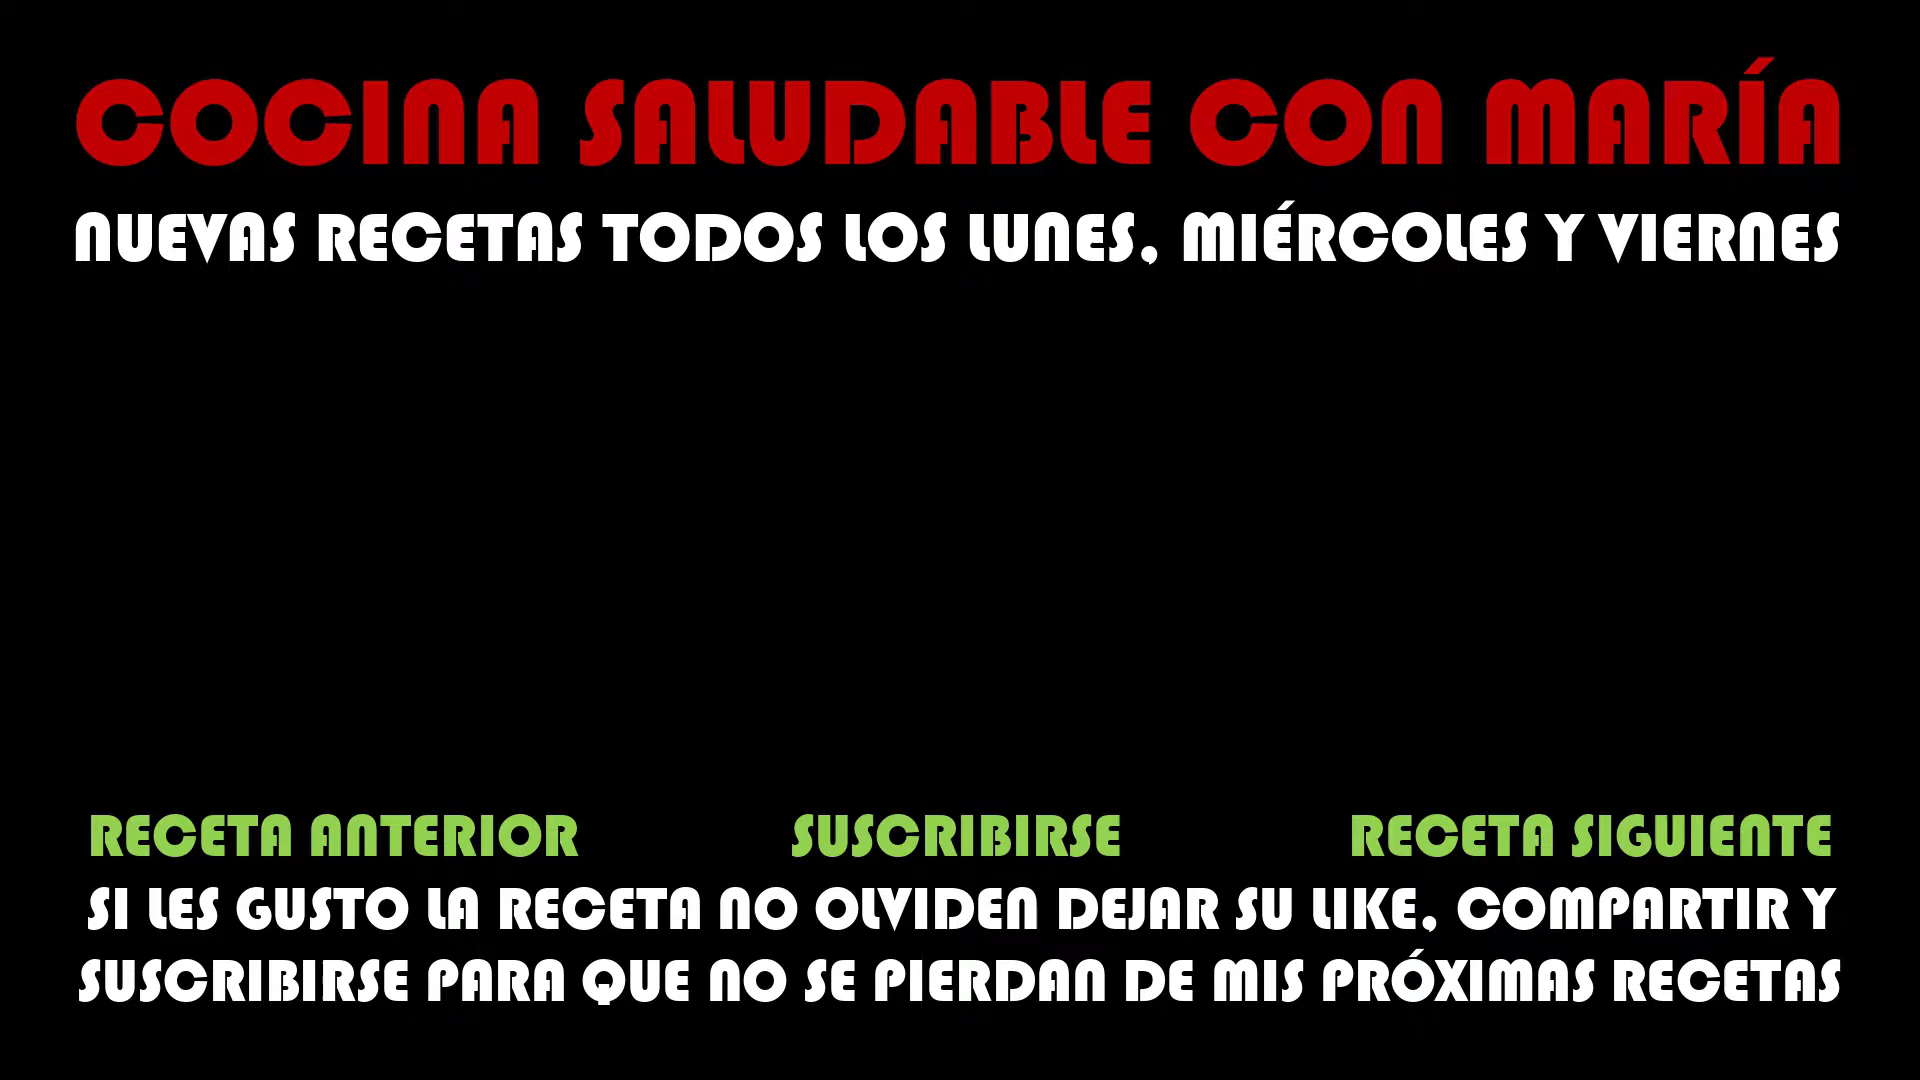 COCINA SALUDABLE CON MARÍA
NUEVAS RECETAS TODOS LOS LUNES, MIÉRCOLES Y VIERNES
RECETA ANTERIOR SUSCRIBIRSE RECETA SIGUIENTE
SI LES GUSTO LA RECETA NO OLVIDEN DEJAR SU LIKE, COMPARTIR Y
SUSCRIBIRSE PARA QUE NO SE PIERDAN DE MIS PRÓXIMAS RECETAS